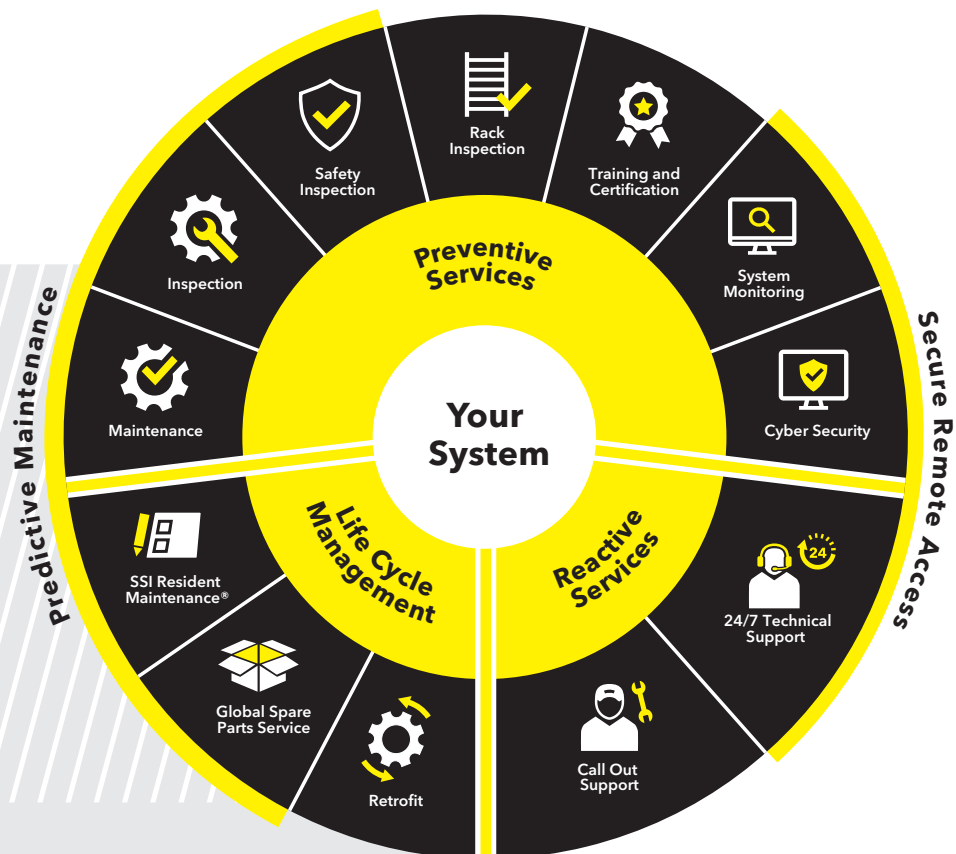 Rack
Inspection
Safety
Inspection
Training and
Certification
Inspection
System
Monitoring
Maintenance
Cyber Security
Preventive
Services
Your
System
Predictive Maintenance
Secure Remote Access
Life Cycle
Management
Reactive
Services
SSI Resident
Maintenance®
24
24/7 Technical
Support
Global Spare
Parts Service
Call Out
Support
Retrofit